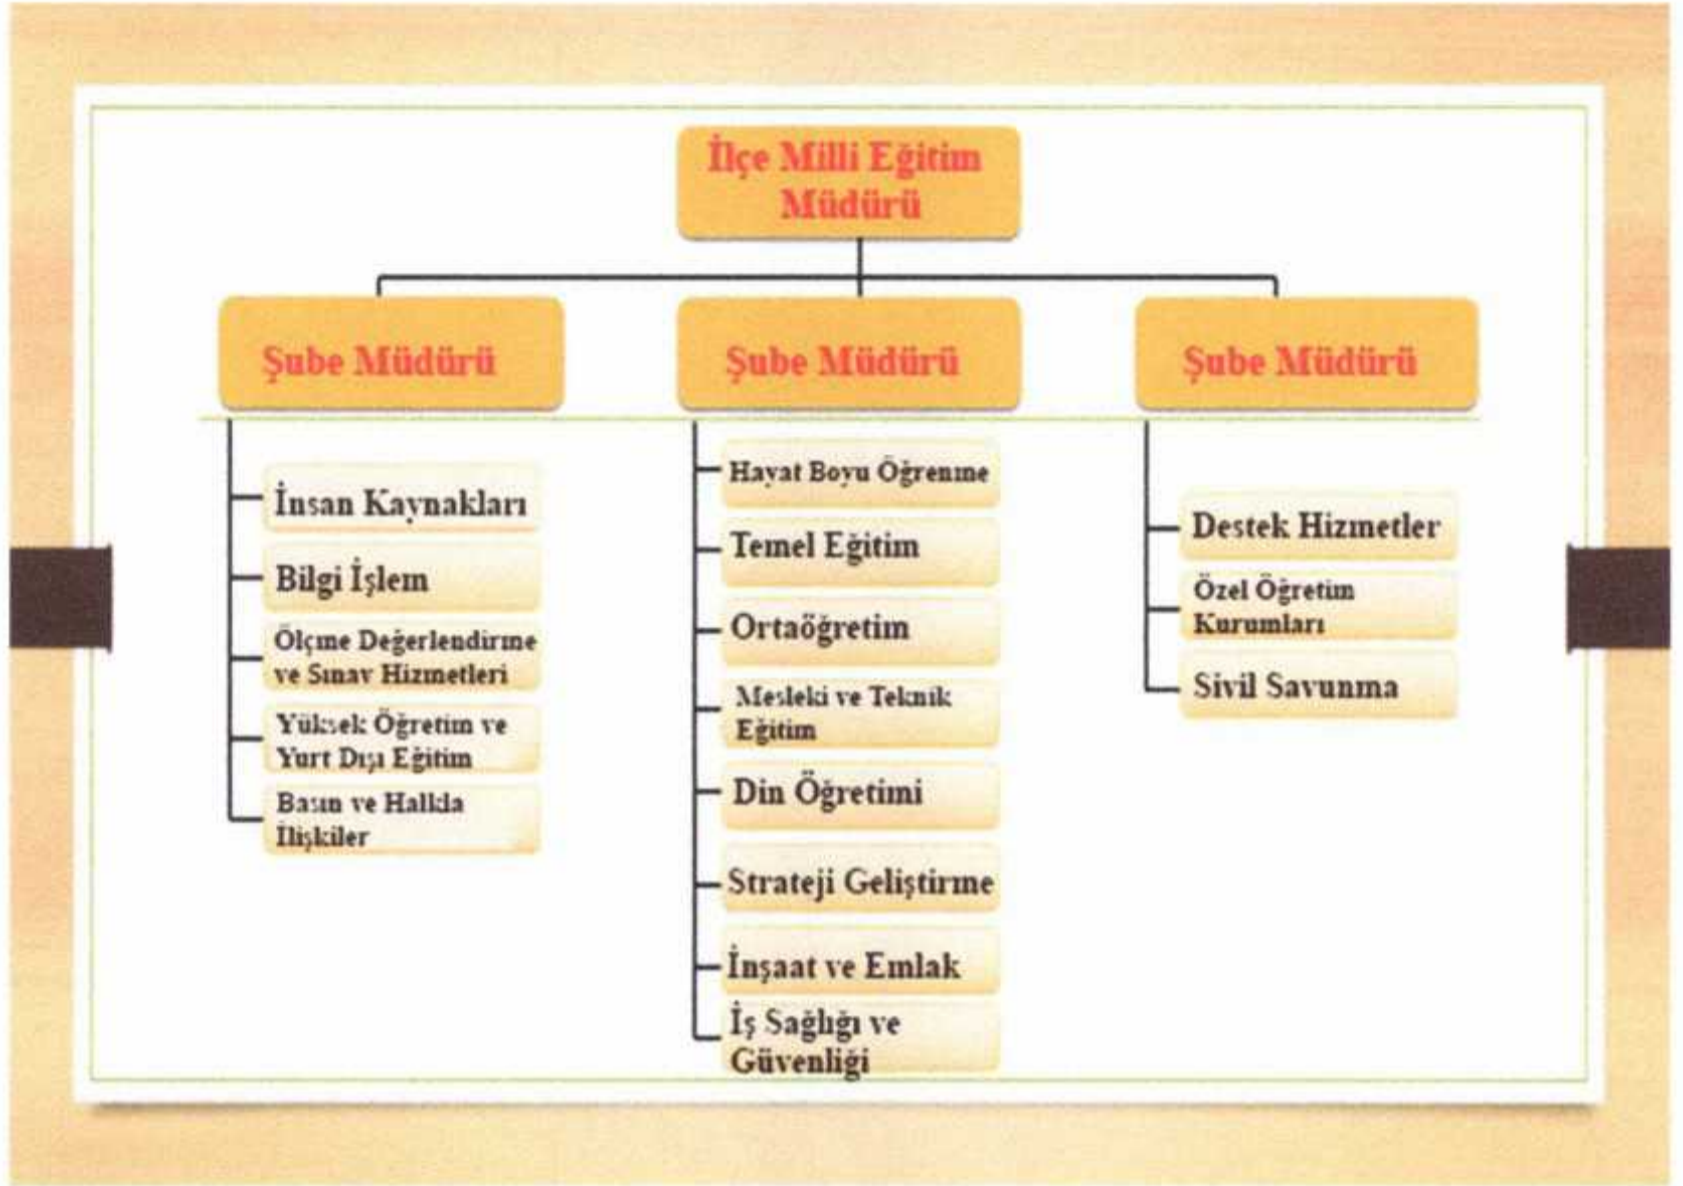 İlçe Milli Eğitim
Müdürü
Şube Müdürü
İnsan Kaynakları
Bilgi İşlem
Ölçme Değerlendirme
ve Sınav Hizmetleri
Yüksek Öğretim ve
Yurt Dışı Eğitim
Basın ve Halkla
İlişkiler
Şube Müdürü
Hayat Boyu Öğrenme
Temel Eğitim
Ortaöğretim
Mesleki ve Teknik
Eğitim
Din Öğretimi
Strateji Geliştirme
İnşaat ve Emlak
İş Sağlığı ve
Güvenliği
Şube Müdürü
Destek Hizmetler
Özel Öğretim
Kurumları
Sivil Savunma